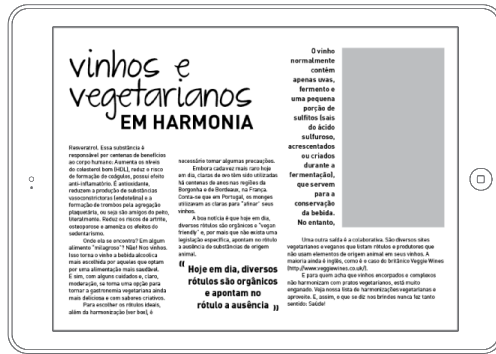 vinhos e
vegetarianos
EM HARMONIA
Resveratrol. Essa substância é
responsável por centenas de benefícios
ao corpo humano: Aumenta os níveis
do colesterol bom (HDL), reduz o risco
de formação de coágulos, possui efeito
anti-inflamatório. É antioxidante,
reduzem a produção de substâncias
vasoconstrictoras (endotelina) e a
formação de trombos pela agregação
plaquetária, ou seja são amigos do peito,
literalmente. Reduz os riscos da artrite,
osteoporose e ameniza os efeitos do
sedentarismo.
Onde ela se encontra? Em algum
alimento "milagroso"? Não! Nos vinhos.
Isso torna o vinho a bebida alcoólica
mais escolhida por aqueles que optam
por uma alimentação mais saudável.
E sim, com alguns cuidados e, claro,
moderação, se torna uma opção para
tornar a gastronomia vegetariana ainda
mais deliciosa e com sabores criativos.
Para escolher os rótulos ideais,
além da harmonização (ver box), é
necessário tomar algumas precauções.
Embora cada vez mais raro hoje
em dia, claras de ovo têm sido utilizadas
há centenas de anos nas regiões da
Borgonha e de Bordeaux, na França.
Conta-se que em Portugal, os monges
utilizavam as claras para "afinar" seus
vinhos.
A boa notícia é que hoje em dia,
diversos rótulos são orgânicos e "vegan
friendly" e, por mais que não exista uma
legislação específica, apontam no rótulo
a ausência de substâncias de origem
animal.
“ Hoje em dia, diversos
rótulos são orgânicos
e apontam no
rótulo a ausência ”
O vinho
normalmente
contém
apenas uvas,
fermento e
uma pequena
porção de
sulfitos (sais
do ácido
sulfuroso,
acrescentados
ou criados
durante a
fermentação),
que servem
para a
conservação
da bebida.
No entanto,
Uma outra saída é a colaborativa. São diversos sites
vegetarianos e veganos que listam rótulos e produtores que
não usam elementos de origem animal em seus vinhos. A
maioria ainda é inglês, como é o caso do britânico Veggie Wines
(http://www.veggiewines.co.uk/).
E para quem acha que vinhos encorpados e complexos
não harmonizam com pratos vegetarianos, está muito
enganado. Veja nossa lista de harmonizações vegetarianas e
aproveite. E, assim, o que se diz nos brindes nunca fez tanto
sentido: Saúde!